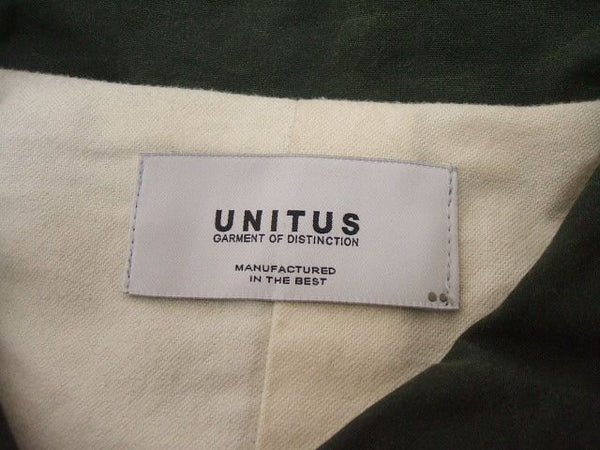 UNITUS
GARMENT OF DISTINCTION
MANUFACTURED
IN THE BEST